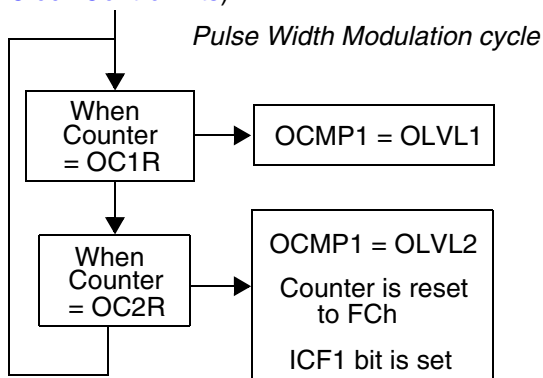 Pulse Width Modulation cycle
When
Counter
= OC1R
OCMP1 = OLVL1
When
Counter
= OC2R
OCMP1 = OLVL2
Counter is reset
to FCh
ICF1 bit is set